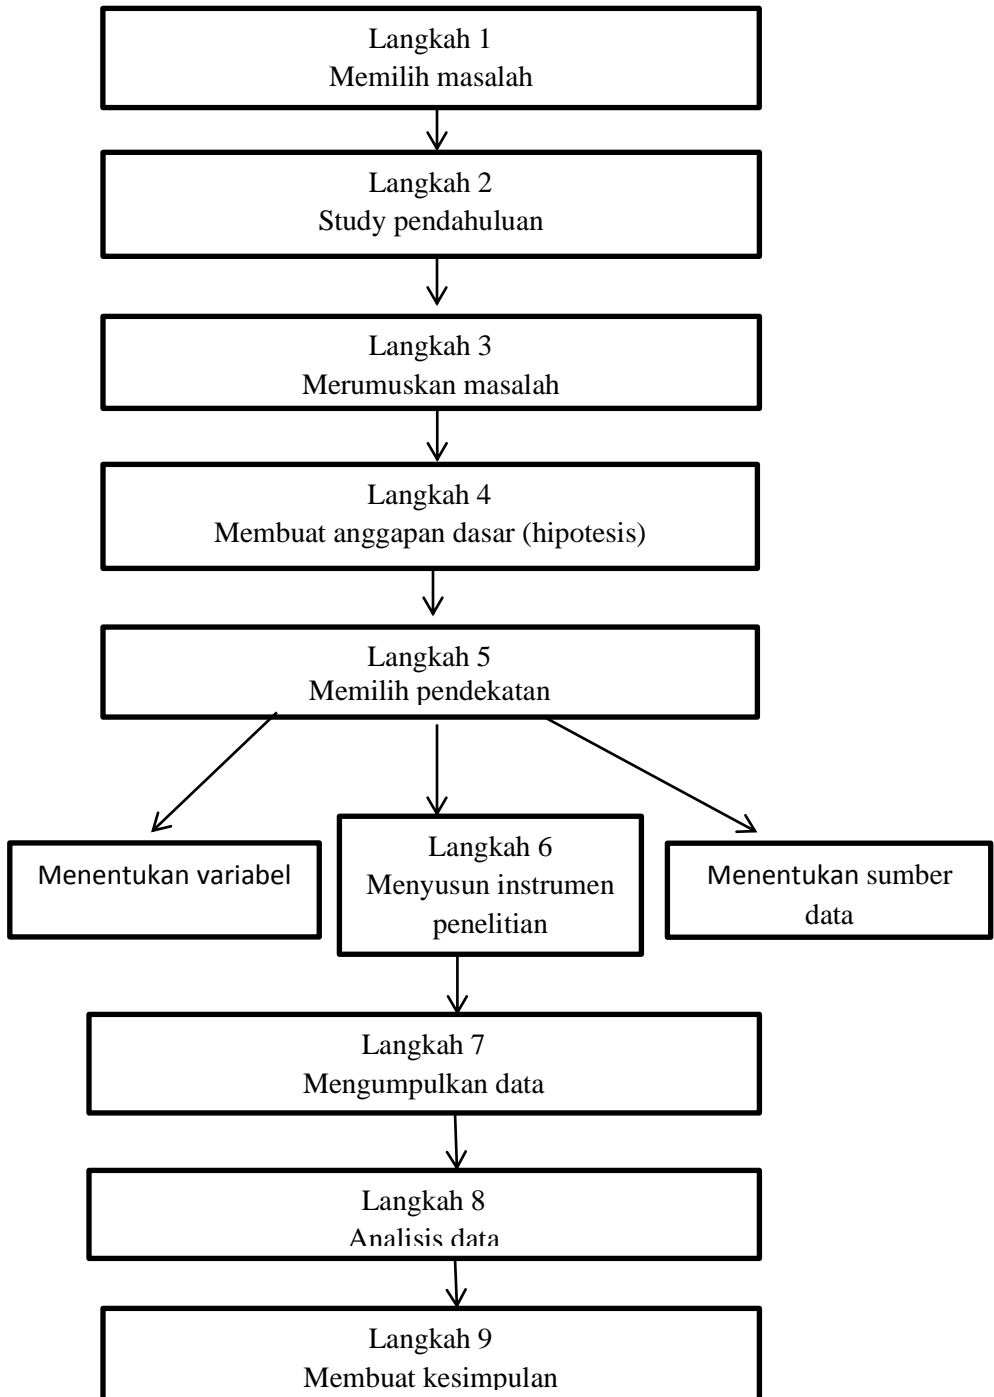 Langkah 1
Memilih masalah
Langkah 2
Study pendahuluan
Langkah 3
Merumuskan masalah
Langkah 4
Membuat anggapan dasar (hipotesis)
Langkah 5
Memilih pendekatan
Menentukan variabel
Langkah 6
Menyusun instrumen
penelitian
Menentukan sumber
data
Langkah 7
Mengumpulkan data
Langkah 8
Analisis data
Langkah 9
Membuat kesimpulan